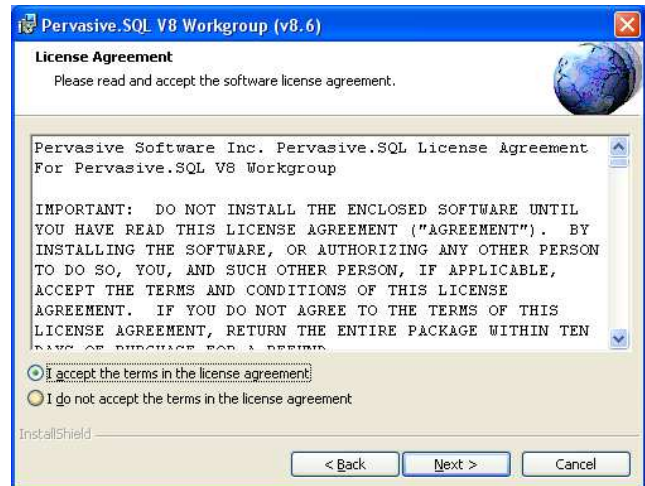 Pervasive.SQL V8 Workgroup (v8.6)
License Agreement
Please read and accept the software license agreement.
Pervasive Software Inc. Pervasive.SQL License Agreement
For Pervasive.SQL V8 Workgroup
IMPORTANT: DO NOT INSTALL THE ENCLOSED SOFTWARE UNTIL
YOU HAVE READ THIS LICENSE AGREEMENT ("AGREEMENT"). BY
INSTALLING THE SOFTWARE, OR AUTHORIZING ANY OTHER PERSON
TO DO SO, YOU, AND SUCH OTHER PERSON, IF APPLICABLE,
ACCEPT THE TERMS AND CONDITIONS OF THIS LICENSE
AGREEMENT. IF YOU DO NOT AGREE TO THE TERMS OF THIS
LICENSE AGREEMENT, RETURN THE ENTIRE PACKAGE WITHIN TEN
DAYS OF PURCHASE FOR A REFUND
I accept the terms in the license agreement
I do not accept the terms in the license agreement
InstallShield
< Back
Next >
Cancel